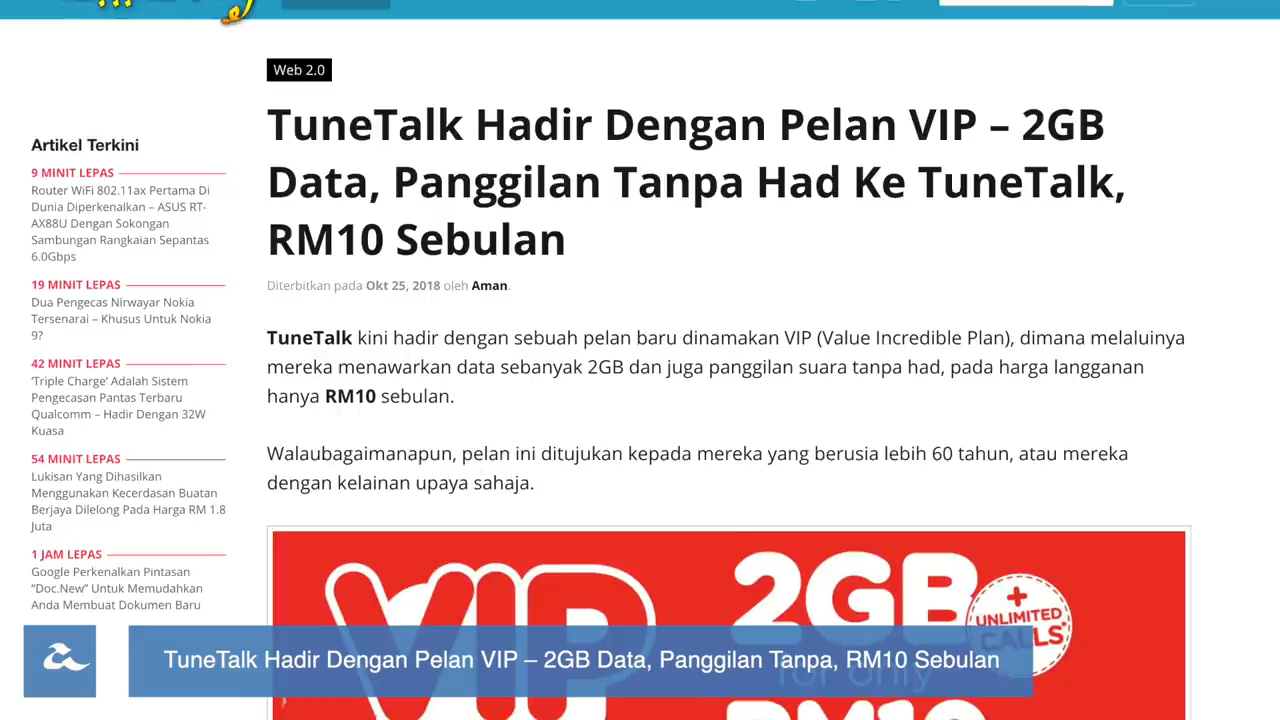 Web 2.0
TuneTalk Hadir Dengan Pelan VIP – 2GB
Data, Panggilan Tanpa Had Ke TuneTalk,
RM10 Sebulan
Diterbitkan pada Okt 25, 2018 oleh Aman.
TuneTalk kini hadir dengan sebuah pelan baru dinamakan VIP (Value Incredible Plan), dimana melaluinya
mereka menawarkan data sebanyak 2GB dan juga panggilan suara tanpa had, pada harga langganan
hanya RM10 sebulan.
Walaubagaimanapun, pelan ini ditujukan kepada mereka yang berusia lebih 60 tahun, atau mereka
dengan kelainan upaya sahaja.
Artikel Terkini
9 MINIT LEPAS
Router WiFi 802.11ax Pertama Di
Dunia Diperkenalkan – ASUS RT-
AX88U Dengan Sokongan
Sambungan Rangkaian Sepantas
6.0Gbps
19 MINIT LEPAS
Dua Pengecas Nirwayar Nokia
Tersenarai – Khusus Untuk Nokia
9?
42 MINIT LEPAS
‘Triple Charge’ Adalah Sistem
Pengecasan Pantas Terbaru
Qualcomm – Hadir Dengan 32W
Kuasa
54 MINIT LEPAS
Lukisan Yang Dihasilkan
Menggunakan Kecerdasan Buatan
Berjaya Dilelong Pada Harga RM 1.8
Juta
1 JAM LEPAS
Google Perkenalkan Pintasan
“Doc.New” Untuk Memudahkan
Anda Membuat Dokumen Baru
VIP
2GB
+
UNLIMITED
CALLS*
for only
RM10
TuneTalk Hadir Dengan Pelan VIP – 2GB Data, Panggilan Tanpa, RM10 Sebulan